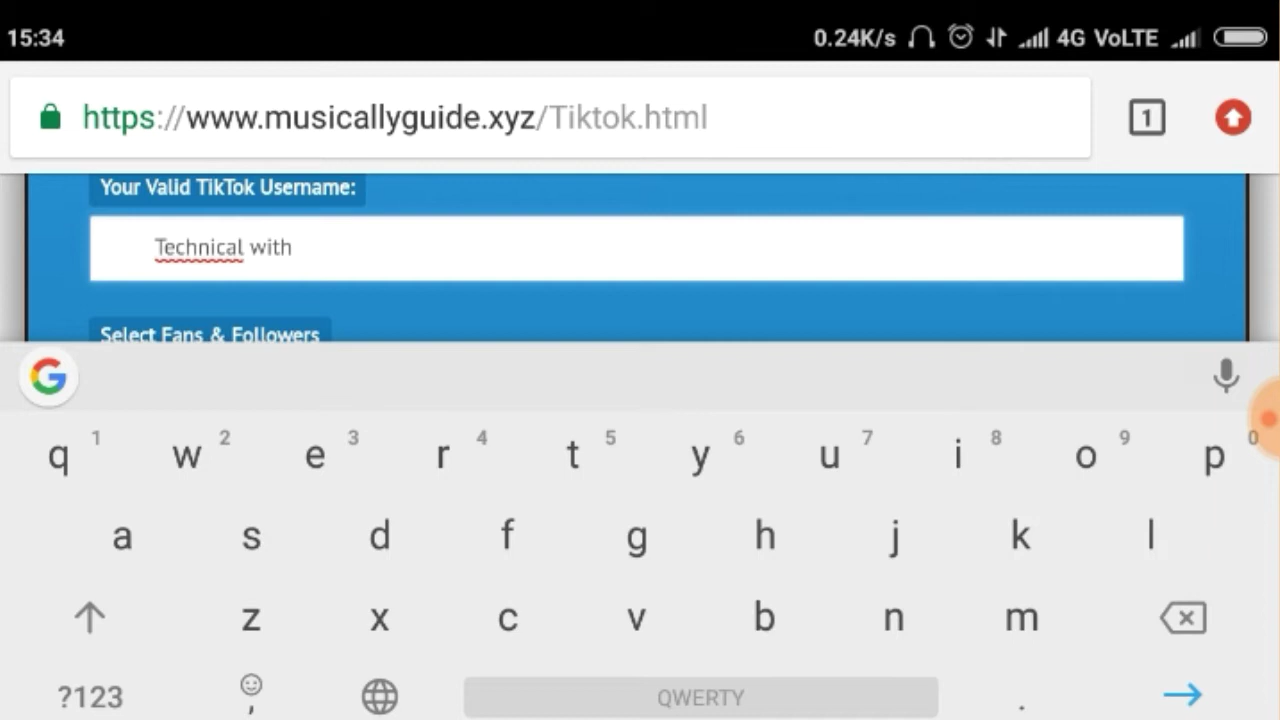 15:34 0.24K/s 4G VoLTE
https://www.musicallyguide.xyz/Tiktok.html 1
Your Valid TikTok Username:
Technical with
Select Fans & Followers
G
q 1 w 2 e 3 r 4 t 5 y 6 u 7 i 8 o 9 p 0
a s d f g h j k l
z x c v b n m
?123 , QWERTY .